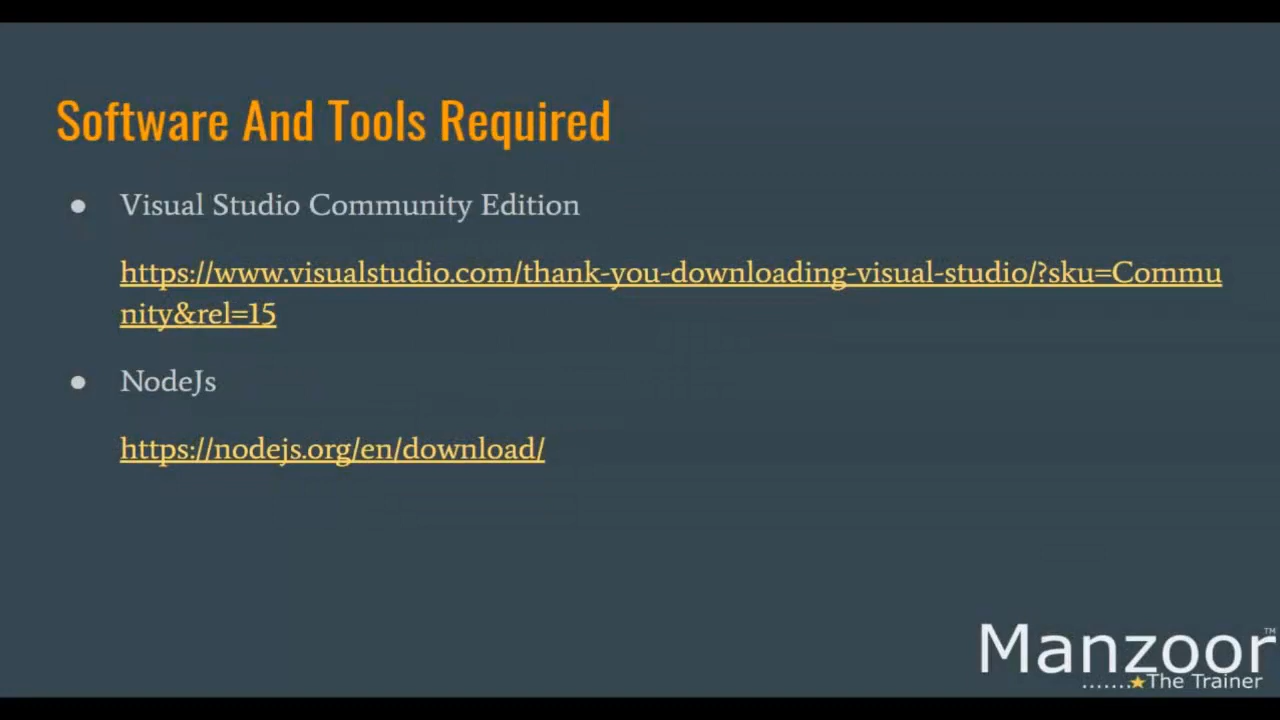 Software And Tools Required
● Visual Studio Community Edition
https://www.visualstudio.com/thank-you-downloading-visual-studio/?sku=Commu
nity&rel=15
● NodeJs
https://nodejs.org/en/download/
Manzoor™
.......★The Trainer